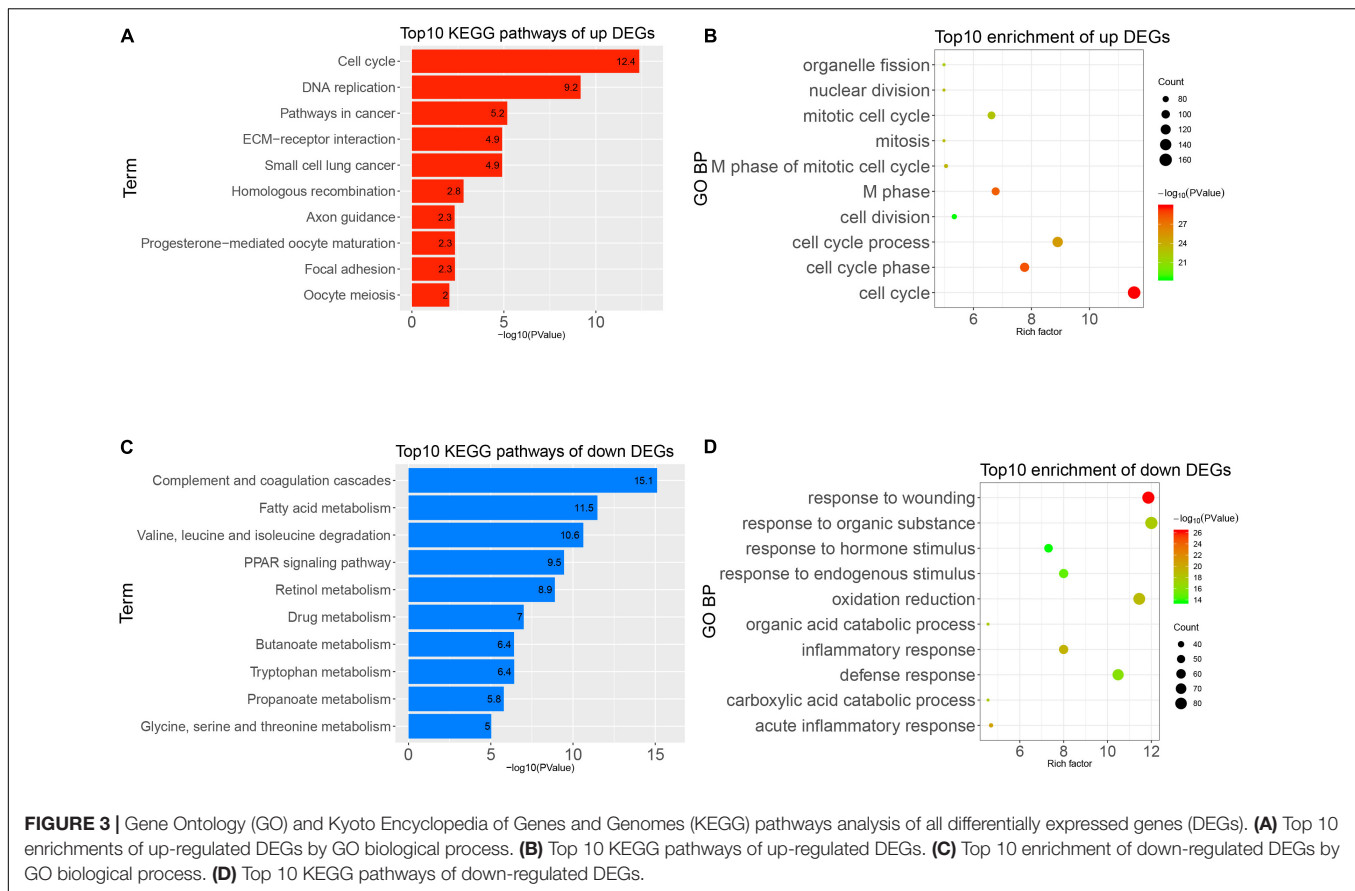 A
Top10 KEGG pathways of up DEGs
Term
Cell cycle 12.4
DNA replication 9.2
Pathways in cancer 5.2
ECM−receptor interaction 4.9
Small cell lung cancer 4.9
Homologous recombination 2.8
Axon guidance 2.3
Progesterone−mediated oocyte maturation 2.3
Focal adhesion 2.3
Oocyte meiosis 2
0 5 10
−log10(PValue)
B
Top10 enrichment of up DEGs
GO BP
organelle fission
nuclear division
mitotic cell cycle
mitosis
M phase of mitotic cell cycle
M phase
cell division
cell cycle process
cell cycle phase
cell cycle
6 8 10
Rich factor
Count
80
100
120
140
160
−log10(PValue)
27
24
21
C
Top10 KEGG pathways of down DEGs
Term
Complement and coagulation cascades 15.1
Fatty acid metabolism 11.5
Valine, leucine and isoleucine degradation 10.6
PPAR signaling pathway 9.5
Retinol metabolism 8.9
Drug metabolism 7
Butanoate metabolism 6.4
Tryptophan metabolism 6.4
Propanoate metabolism 5.8
Glycine, serine and threonine metabolism 5
0 5 10 15
−log10(PValue)
D
Top10 enrichment of down DEGs
GO BP
response to wounding
response to organic substance
response to hormone stimulus
response to endogenous stimulus
oxidation reduction
organic acid catabolic process
inflammatory response
defense response
carboxylic acid catabolic process
acute inflammatory response
6 8 10 12
Rich factor
−log10(PValue)
26
24
22
20
18
16
14
Count
40
50
60
70
80
FIGURE 3 | Gene Ontology (GO) and Kyoto Encyclopedia of Genes and Genomes (KEGG) pathways analysis of all differentially expressed genes (DEGs). (A) Top 10
enrichments of up-regulated DEGs by GO biological process. (B) Top 10 KEGG pathways of up-regulated DEGs. (C) Top 10 enrichment of down-regulated DEGs by
GO biological process. (D) Top 10 KEGG pathways of down-regulated DEGs.